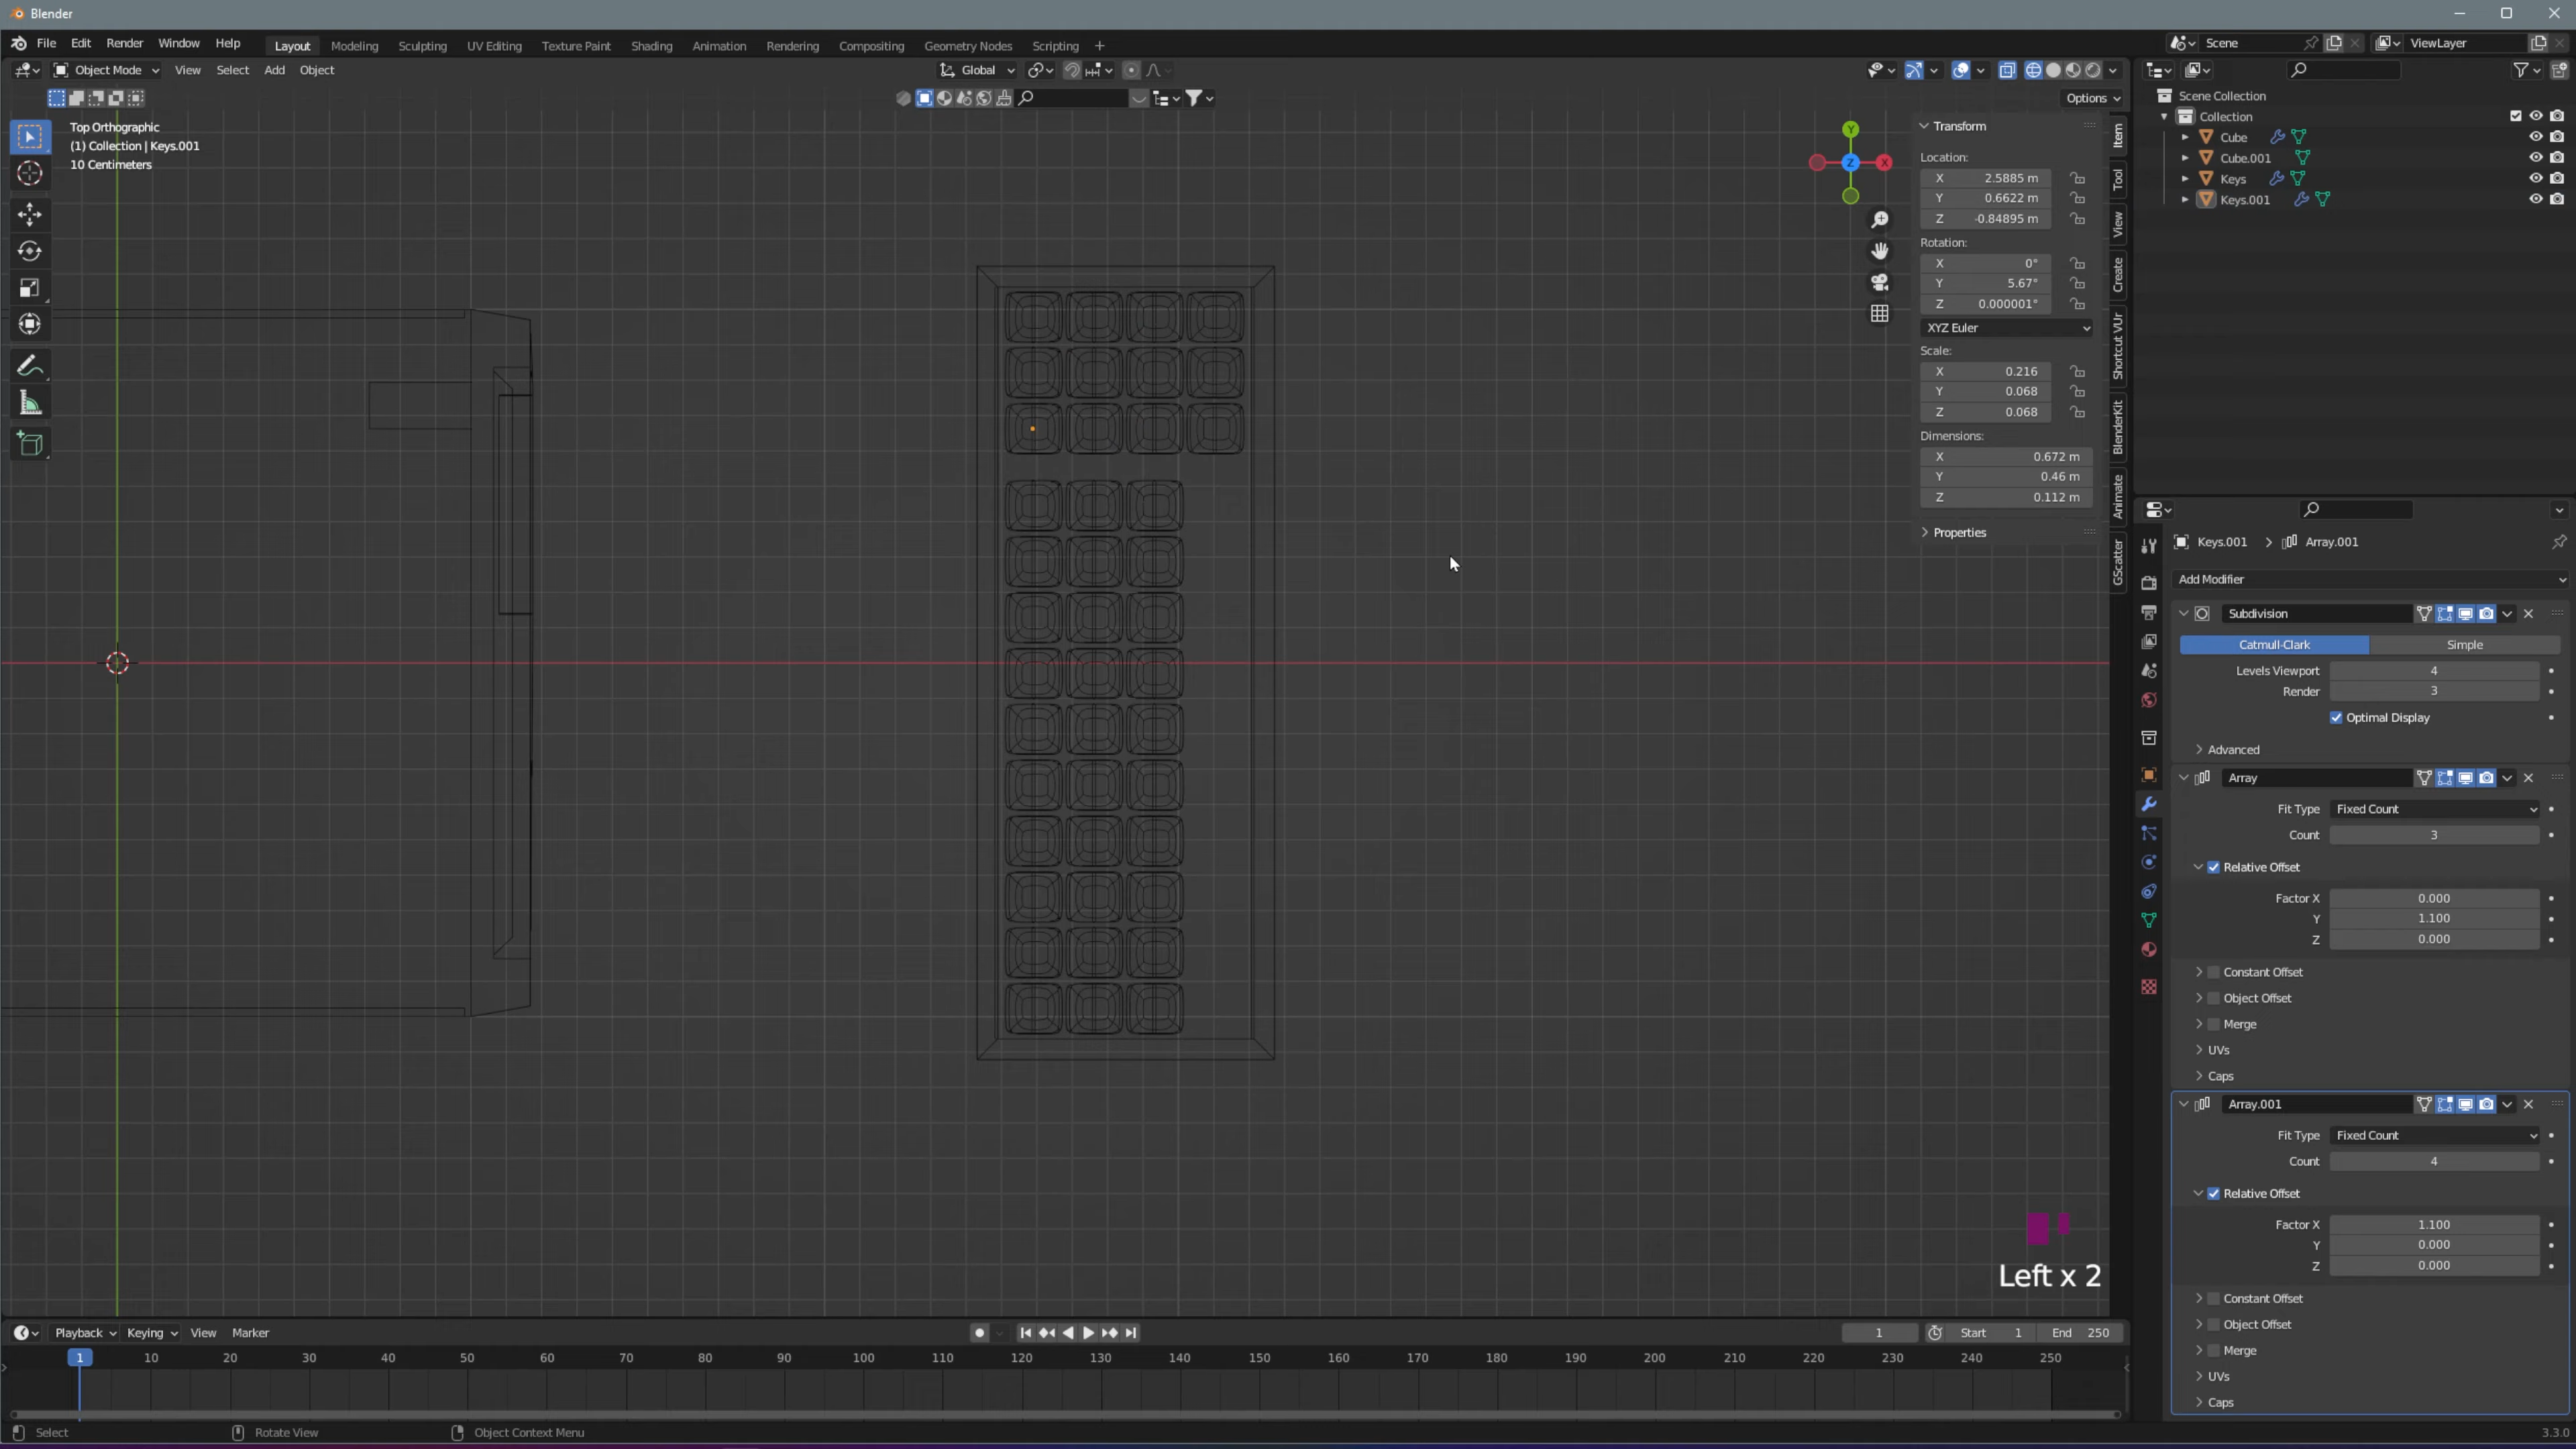 Blender
File Edit Render Window Help Layout Modeling Sculpting UV Editing Texture Paint Shading Animation Rendering Compositing Geometry Nodes Scripting + Scene ViewLayer
Object Mode View Select Add Object Global
Options
Top Orthographic
(1) Collection | Keys.001
10 Centimeters
Y
Z
X
Transform
Location:
X 2.5885 m
Y 0.6622 m
Z -0.84895 m
Rotation:
X 0°
Y 5.67°
Z 0.000001°
XYZ Euler
Scale:
X 0.216
Y 0.068
Z 0.068
Dimensions:
X 0.672 m
Y 0.46 m
Z 0.112 m
Properties
Item
Tool
View
Create
Shortcut VUr
BlenderKit
Animate
GScatter
Scene Collection
Collection
Cube
Cube.001
Keys
Keys.001
Keys.001 > Array.001
Add Modifier
Subdivision
Catmull-Clark Simple
Levels Viewport 4
Render 3
Optimal Display
Advanced
Array
Fit Type Fixed Count
Count 3
Relative Offset
Factor X 0.000
Y 1.100
Z 0.000
Constant Offset
Object Offset
Merge
UVs
Caps
Array.001
Fit Type Fixed Count
Count 4
Relative Offset
Factor X 1.100
Y 0.000
Z 0.000
Constant Offset
Object Offset
Merge
UVs
Caps
Left x 2
Playback Keying View Marker 1 Start 1 End 250
1 10 20 30 40 50 60 70 80 90 100 110 120 130 140 150 160 170 180 190 200 210 220 230 240 250
Select Rotate View Object Context Menu 3.3.0